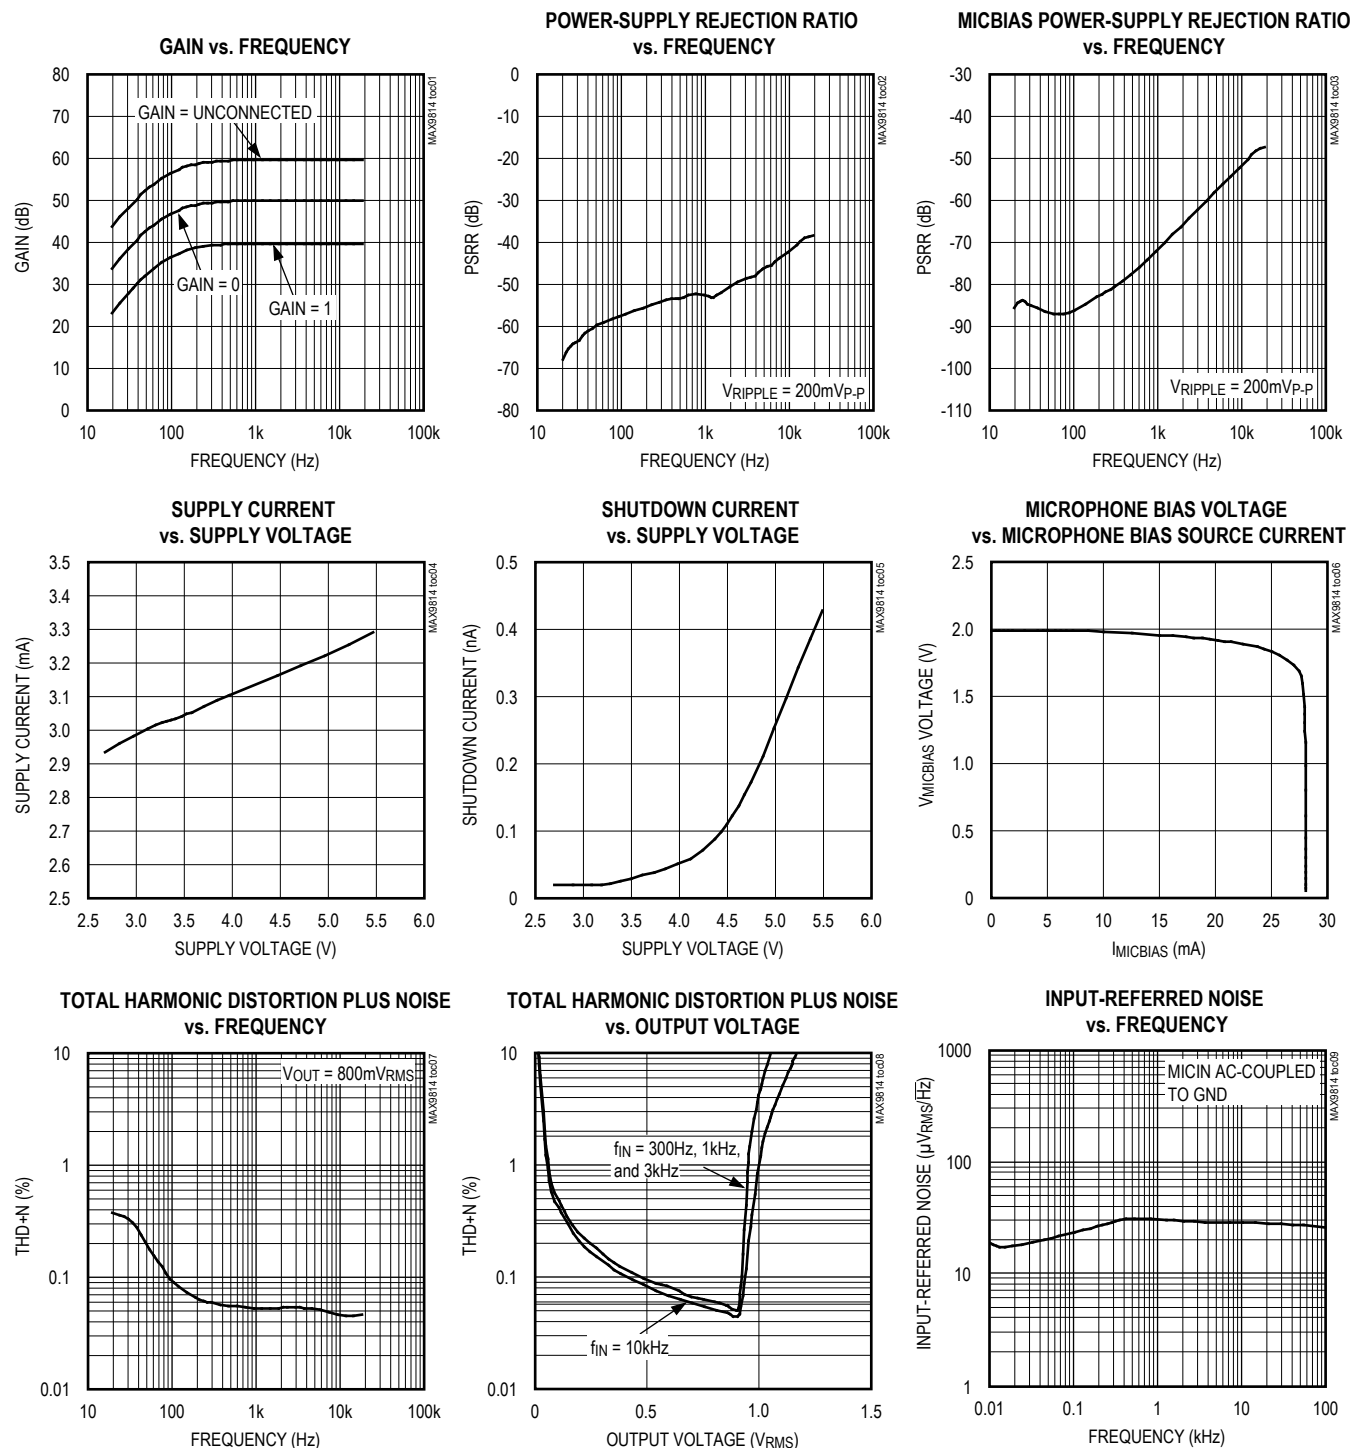 GAIN vs. FREQUENCY
80
70
60
50
40
30
20
10
0
GAIN (dB)
GAIN = UNCONNECTED
GAIN = 0
GAIN = 1
10
100
1k
10k
100k
FREQUENCY (Hz)
MAX9814 toc01
POWER-SUPPLY REJECTION RATIO
vs. FREQUENCY
0
-10
-20
-30
-40
-50
-60
-70
-80
PSRR (dB)
VRIPPLE = 200mVP-P
10
100
1k
10k
100k
FREQUENCY (Hz)
MAX9814 toc02
MICBIAS POWER-SUPPLY REJECTION RATIO
vs. FREQUENCY
-30
-40
-50
-60
-70
-80
-90
-100
-110
PSRR (dB)
VRIPPLE = 200mVP-P
10
100
1k
10k
100k
FREQUENCY (Hz)
MAX9814 toc03
SUPPLY CURRENT
vs. SUPPLY VOLTAGE
3.5
3.4
3.3
3.2
3.1
3.0
2.9
2.8
2.7
2.6
2.5
SUPPLY CURRENT (mA)
2.5
3.0
3.5
4.0
4.5
5.0
5.5
6.0
SUPPLY VOLTAGE (V)
MAX9814 toc04
SHUTDOWN CURRENT
vs. SUPPLY VOLTAGE
0.5
0.4
0.3
0.2
0.1
0
SHUTDOWN CURRENT (nA)
2.5
3.0
3.5
4.0
4.5
5.0
5.5
6.0
SUPPLY VOLTAGE (V)
MAX9814 toc05
MICROPHONE BIAS VOLTAGE
vs. MICROPHONE BIAS SOURCE CURRENT
2.5
2.0
1.5
1.0
0.5
0
VMICBIAS VOLTAGE (V)
0
5
10
15
20
25
30
IMICBIAS (mA)
MAX9814 toc06
TOTAL HARMONIC DISTORTION PLUS NOISE
vs. FREQUENCY
10
1
0.1
0.01
THD+N (%)
VOUT = 800mVRMS
10
100
1k
10k
100k
FREQUENCY (Hz)
MAX9814 toc07
TOTAL HARMONIC DISTORTION PLUS NOISE
vs. OUTPUT VOLTAGE
10
1
0.1
0.01
THD+N (%)
fIN = 300Hz, 1kHz,
and 3kHz
fIN = 10kHz
0
0.5
1.0
1.5
OUTPUT VOLTAGE (VRMS)
MAX9814 toc08
INPUT-REFERRED NOISE
vs. FREQUENCY
1000
100
10
1
INPUT-REFERRED NOISE (µVRMS/Hz)
MICIN AC-COUPLED
TO GND
0.01
0.1
1
10
100
FREQUENCY (kHz)
MAX9814 toc09